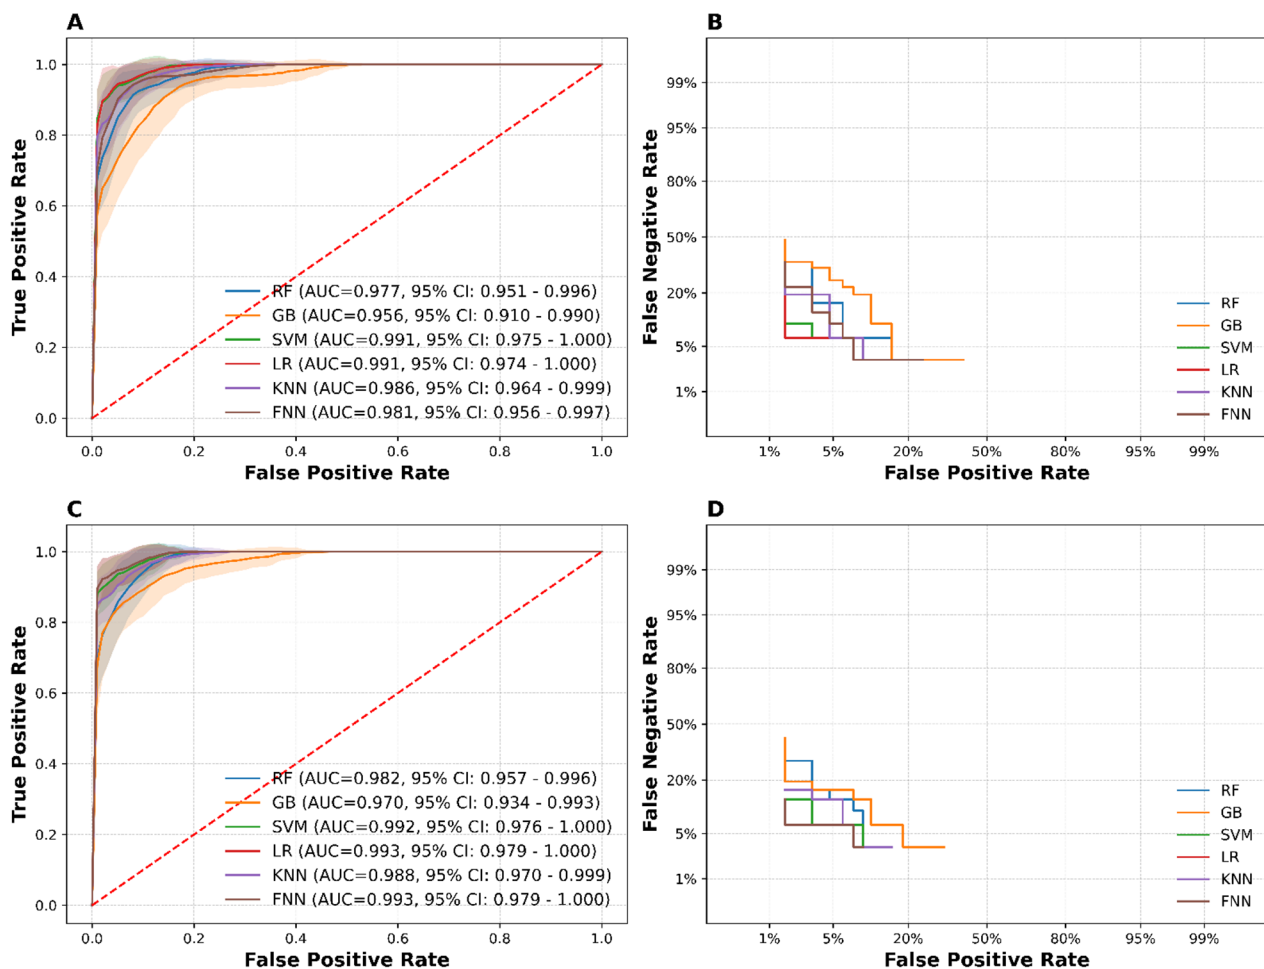 A
True Positive Rate
1.0
0.8
0.6
0.4
0.2
0.0
RF (AUC=0.977, 95% CI: 0.951 - 0.996)
GB (AUC=0.956, 95% CI: 0.910 - 0.990)
SVM (AUC=0.991, 95% CI: 0.975 - 1.000)
LR (AUC=0.991, 95% CI: 0.974 - 1.000)
KNN (AUC=0.986, 95% CI: 0.964 - 0.999)
FNN (AUC=0.981, 95% CI: 0.956 - 0.997)
0.0 0.2 0.4 0.6 0.8 1.0
False Positive Rate
B
False Negative Rate
99%
95%
80%
50%
20%
5%
1%
RF
GB
SVM
LR
KNN
FNN
1% 5% 20% 50% 80% 95% 99%
False Positive Rate
C
True Positive Rate
1.0
0.8
0.6
0.4
0.2
0.0
RF (AUC=0.982, 95% CI: 0.957 - 0.996)
GB (AUC=0.970, 95% CI: 0.934 - 0.993)
SVM (AUC=0.992, 95% CI: 0.976 - 1.000)
LR (AUC=0.993, 95% CI: 0.979 - 1.000)
KNN (AUC=0.988, 95% CI: 0.970 - 0.999)
FNN (AUC=0.993, 95% CI: 0.979 - 1.000)
0.0 0.2 0.4 0.6 0.8 1.0
False Positive Rate
D
False Negative Rate
99%
95%
80%
50%
20%
5%
1%
RF
GB
SVM
LR
KNN
FNN
1% 5% 20% 50% 80% 95% 99%
False Positive Rate